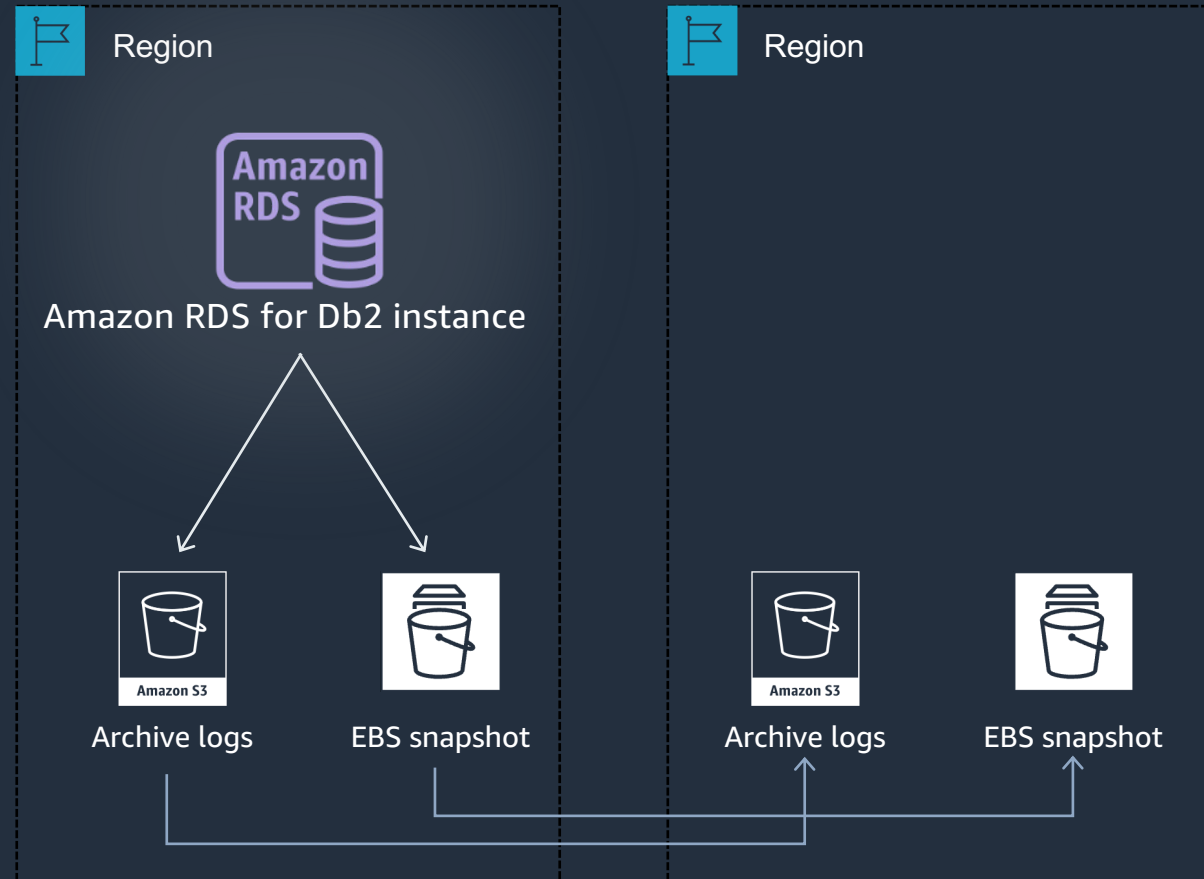 Region
Region
Amazon
RDS
Amazon RDS for Db2 instance
Amazon S3
Amazon S3
Archive logs
EBS snapshot
Archive logs
EBS snapshot